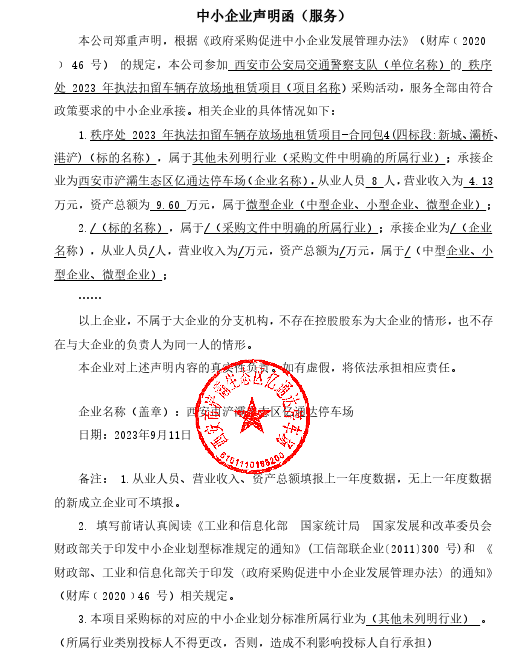 中小企业声明函（服务）
本公司郑重声明，根据《政府采购促进中小企业发展管理办法》（财库﹝2020
﹞46 号）的规定，本公司参加 西安市公安局交通警察支队（单位名称）的 秩序
处 2023 年执法扣留车辆存放场地租赁项目（项目名称）采购活动，服务全部由符合
政策要求的中小企业承接。相关企业的具体情况如下：
1.秩序处 2023 年执法扣留车辆存放场地租赁项目-合同包4(四标段:新城、灞桥、
港浐)（标的名称），属于其他未列明行业（采购文件中明确的所属行业）；承接企
业为西安市浐灞生态区亿通达停车场(企业名称)，从业人员 8 人，营业收入为 4.13
万元，资产总额为 9.60 万元，属于微型企业（中型企业、小型企业、微型企业）；
2./（标的名称），属于/（采购文件中明确的所属行业）；承接企业为/（企业
名称），从业人员/人，营业收入为/万元，资产总额为/万元，属于/（中型企业、小
型企业、微型企业）；
……
以上企业，不属于大企业的分支机构，不存在控股股东为大企业的情形，也不存
在与大企业的负责人为同一人的情形。
本企业对上述声明内容的真实性负责。如有虚假，将依法承担相应责任。
企业名称（盖章）：西安市浐灞生态区亿通达停车场
日期：2023年9月11日
西安市浐灞生态区亿通达停车场
备注： 1.从业人员、营业收入、资产总额填报上一年度数据，无上一年度数据
的新成立企业可不填报。
2. 填写前请认真阅读《工业和信息化部 国家统计局 国家发展和改革委员会
财政部关于印发中小企业划型标准规定的通知》(工信部联企业﹝2011﹞300 号)和 《
财政部、工业和信息化部关于印发〈政府采购促进中小企业发展管理办法〉的通知》
（财库﹝2020﹞46 号）相关规定。
3.本项目采购标的对应的中小企业划分标准所属行业为（其他未列明行业） 。
（所属行业类别投标人不得更改，否则，造成不利影响投标人自行承担）